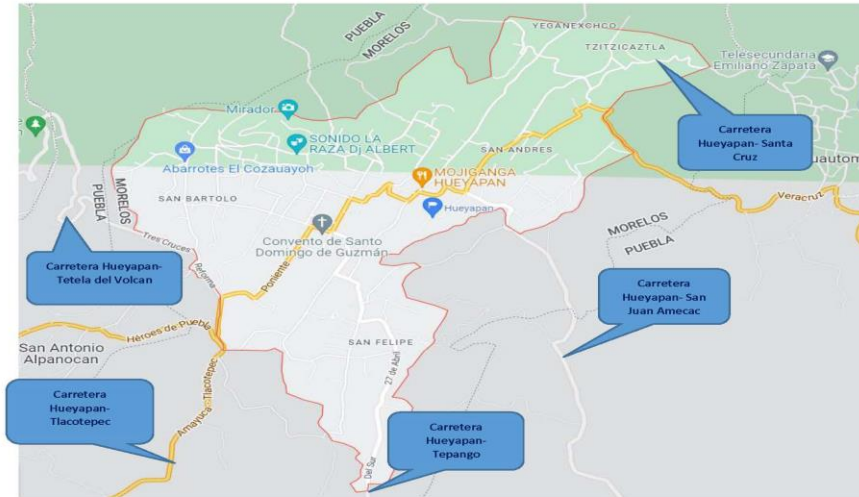 YEGANEXCHCO
TZITZICAZTLA
PUEBLA
MORELOS
Telesecundaria
Emiliano Zapata
Mirador
SONIDO LA
RAZA Dj ALBERT
Carretera
Hueyapan- Santa
Cruz
SAN ANDRES
Abarrotes El Cozauayoh
MOJIGANGA
HUEYAPAN
MORELOS
PUEBLA
SAN BARTOLO
Hueyapan
Veracruz
MORELOS
PUEBLA
Convento de Santo
Domingo de Guzmán
Tres Cruces
Reforma
Poniente
Carretera Hueyapan-
Tetela del Volcan
Carretera
Hueyapan- San
Juan Amecac
Héroes de Puebla
San Antonio
Alpanocan
SAN FELIPE
27 de Abril
Amayuca Tlacotepec
Carretera
Hueyapan-
Tlacotepec
Carretera
Hueyapan-
Tepango
Del Sur